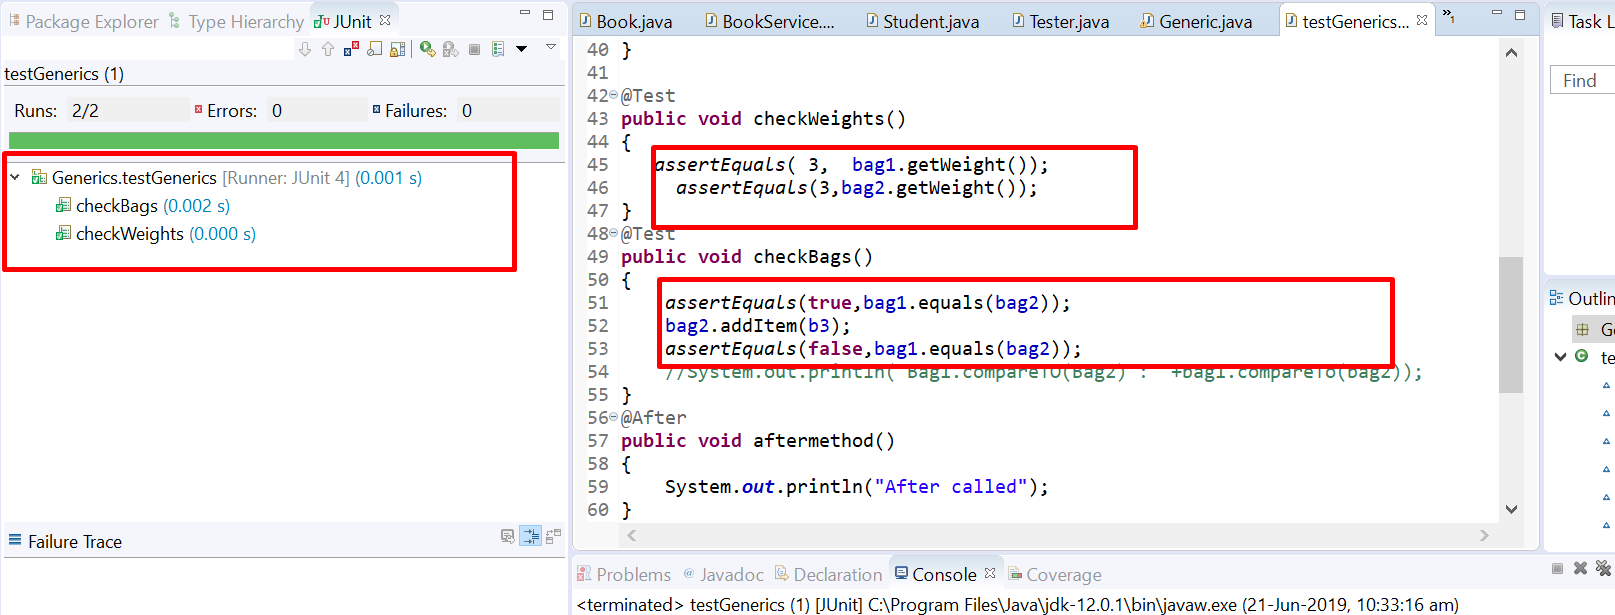 Package Explorer Type Hierarchy JUnit
testGenerics (1)
Runs: 2/2 Errors: 0 Failures: 0
Generics.testGenerics [Runner: JUnit 4] (0.001 s)
checkBags (0.002 s)
checkWeights (0.000 s)
Failure Trace
Book.java BookService.... Student.java Tester.java Generic.java testGenerics... »1
40 }
41
42 @Test
43 public void checkWeights()
44 {
45 assertEquals( 3, bag1.getWeight());
46 assertEquals(3,bag2.getWeight());
47 }
48 @Test
49 public void checkBags()
50 {
51 assertEquals(true,bag1.equals(bag2));
52 bag2.addItem(b3);
53 assertEquals(false,bag1.equals(bag2));
54 //System.out.println( Bag1.compareTO(Bag2) : +bag1.compareTo(bag2));
55 }
56 @After
57 public void aftermethod()
58 {
59 System.out.println("After called");
60 }
Problems @ Javadoc Declaration Console Coverage
<terminated> testGenerics (1) [JUnit] C:\Program Files\Java\jdk-12.0.1\bin\javaw.exe (21-Jun-2019, 10:33:16 am)
Task L
Find
Outlin
Ge
te